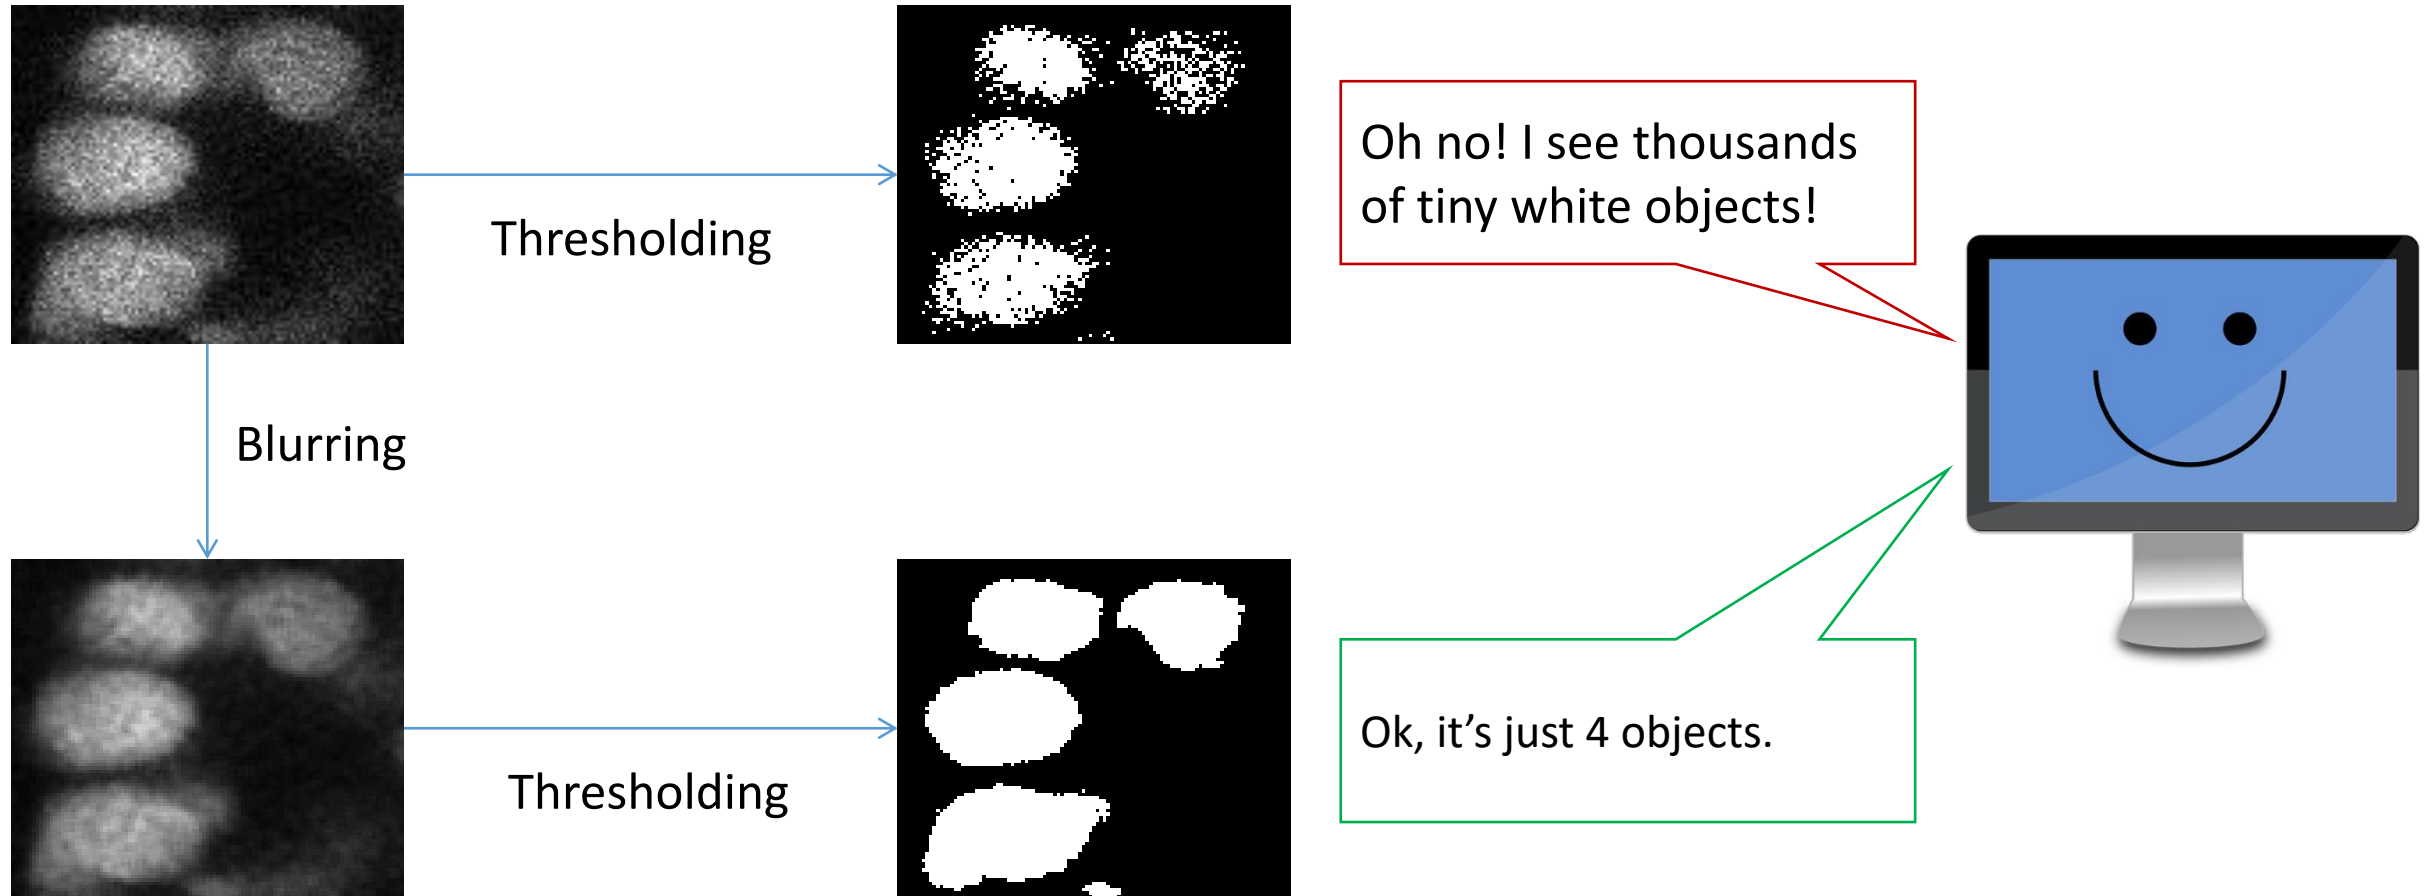 Thresholding
Oh no! I see thousands
of tiny white objects!
Blurring
Thresholding
Ok, it’s just 4 objects.